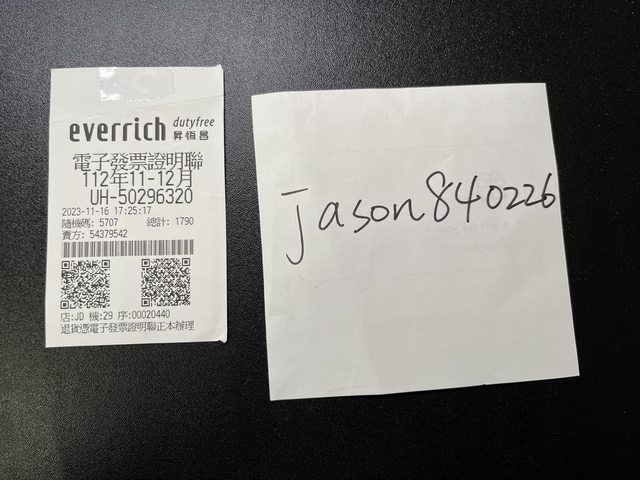 everrich dutyfree
昇恆昌
電子發票證明聯
112年11-12月
UH-50296320
2023-11-16 17:25:17
隨機碼: 5707 總計: 1790
賣方: 54379542
店:JD 機:29 序:00020440
退貨憑電子發票證明聯正本辦理
jason840226